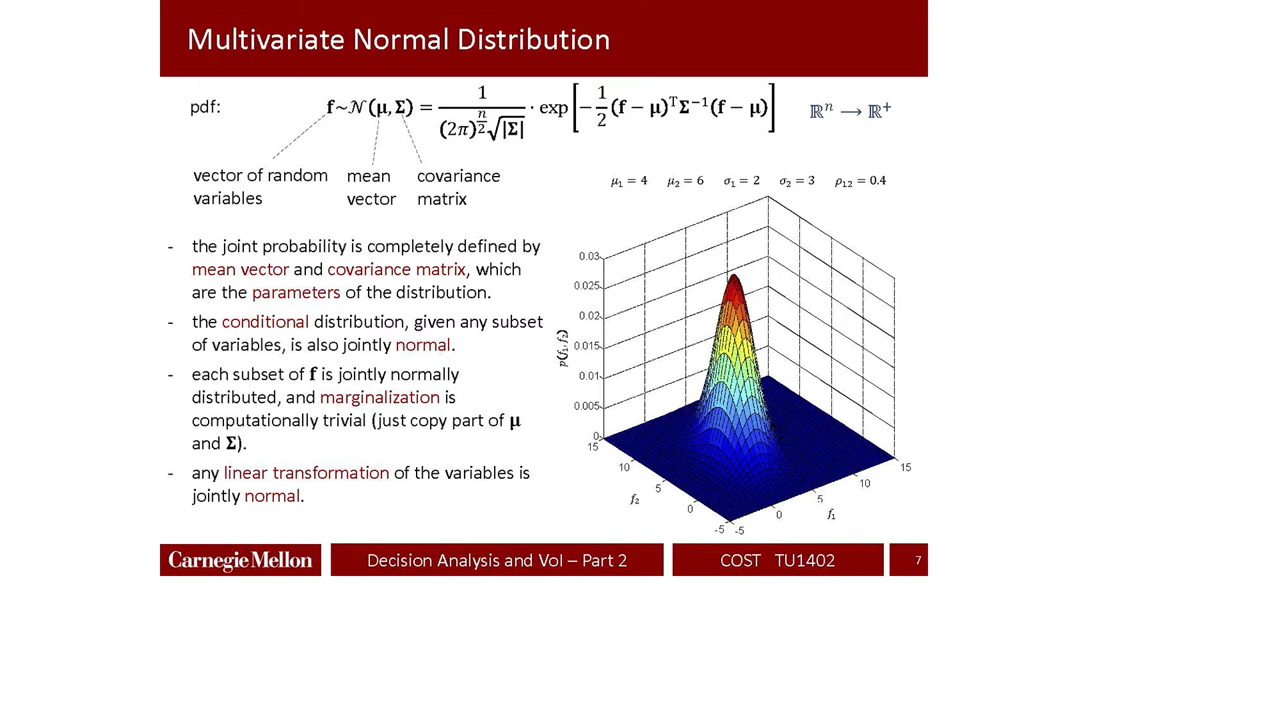 Multivariate Normal Distribution
pdf: f~𝒩(μ, Σ) = 1 / ((2π)^(n/2) √|Σ|) · exp[−1/2 (f − μ)ᵀ Σ⁻¹ (f − μ)] ℝⁿ ⟶ ℝ⁺
vector of random mean covariance
variables vector matrix
μ₁ = 4 μ₂ = 6 σ₁ = 2 σ₂ = 3 ρ₁₂ = 0.4
- the joint probability is completely defined by
mean vector and covariance matrix, which
are the parameters of the distribution.
- the conditional distribution, given any subset
of variables, is also jointly normal.
- each subset of f is jointly normally
distributed, and marginalization is
computationally trivial (just copy part of μ
and Σ).
- any linear transformation of the variables is
jointly normal.
0.03
0.025
0.02
0.015
0.01
0.005
0
p(f₁,f₂)
15
10
5
0
-5
f₂
-5
0
5
10
15
f₁
Carnegie Mellon
Decision Analysis and VoI – Part 2
COST TU1402
7